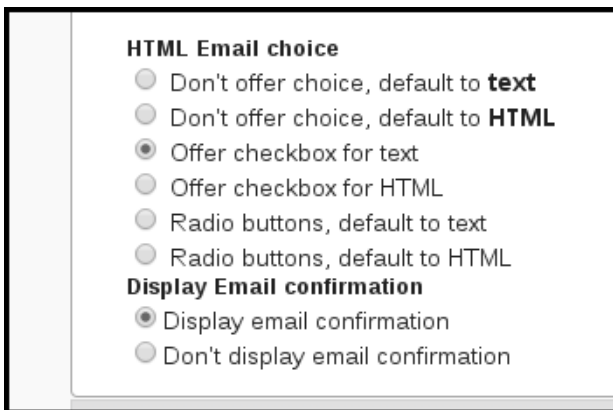 HTML Email choice
Don't offer choice, default to text
Don't offer choice, default to HTML
Offer checkbox for text
Offer checkbox for HTML
Radio buttons, default to text
Radio buttons, default to HTML
Display Email confirmation
Display email confirmation
Don't display email confirmation